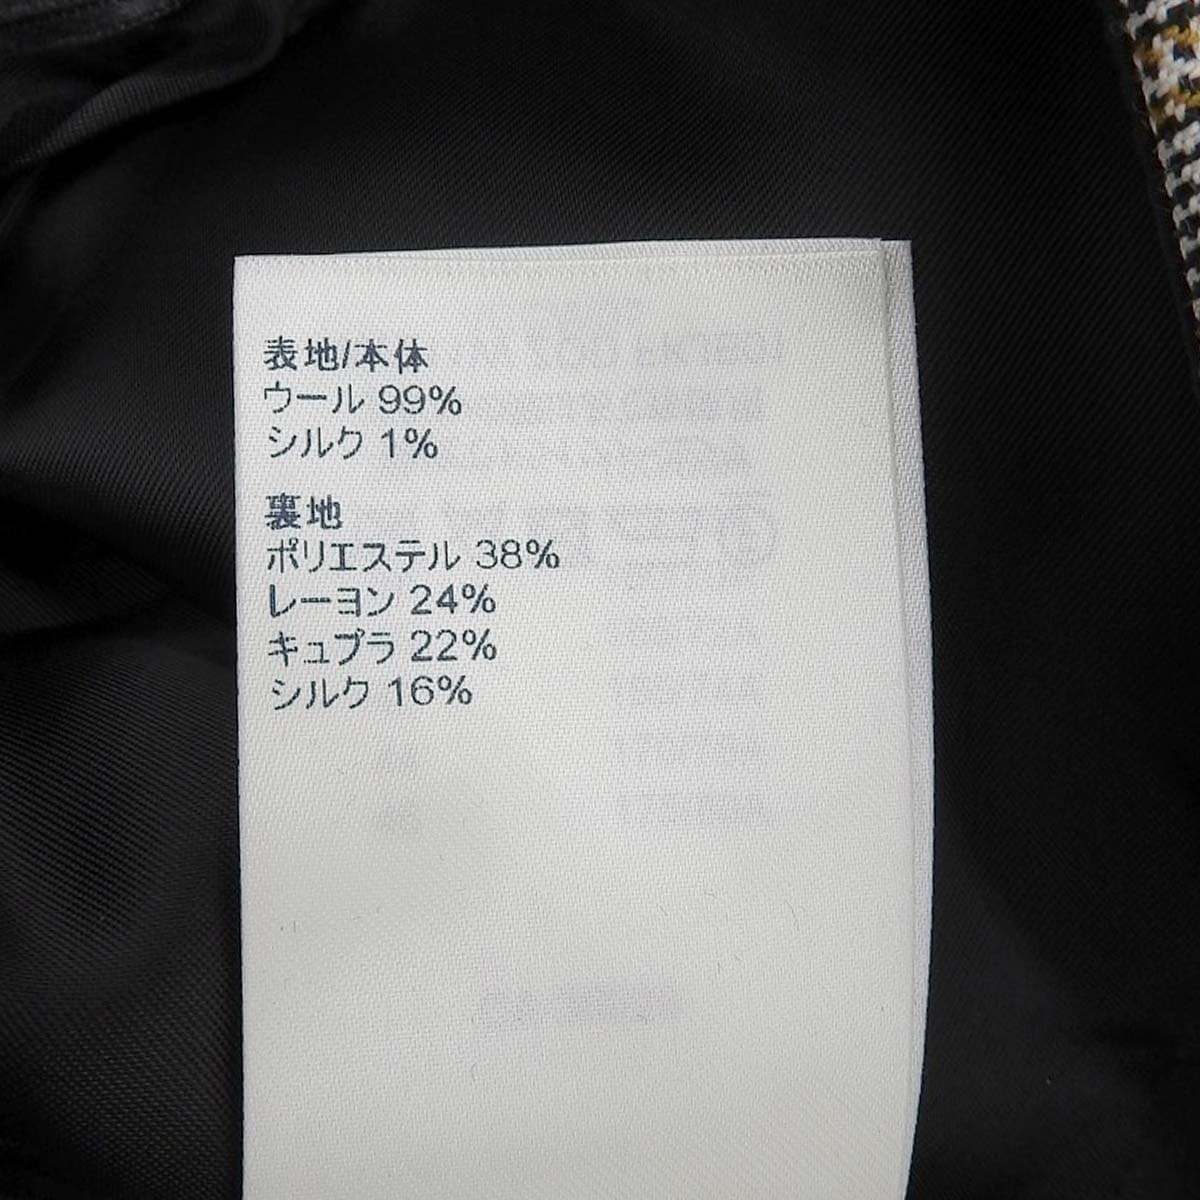 表地/本体
ウール 99%
シルク 1%
裏地
ポリエステル 38%
レーヨン 24%
キュプラ 22%
シルク 16%